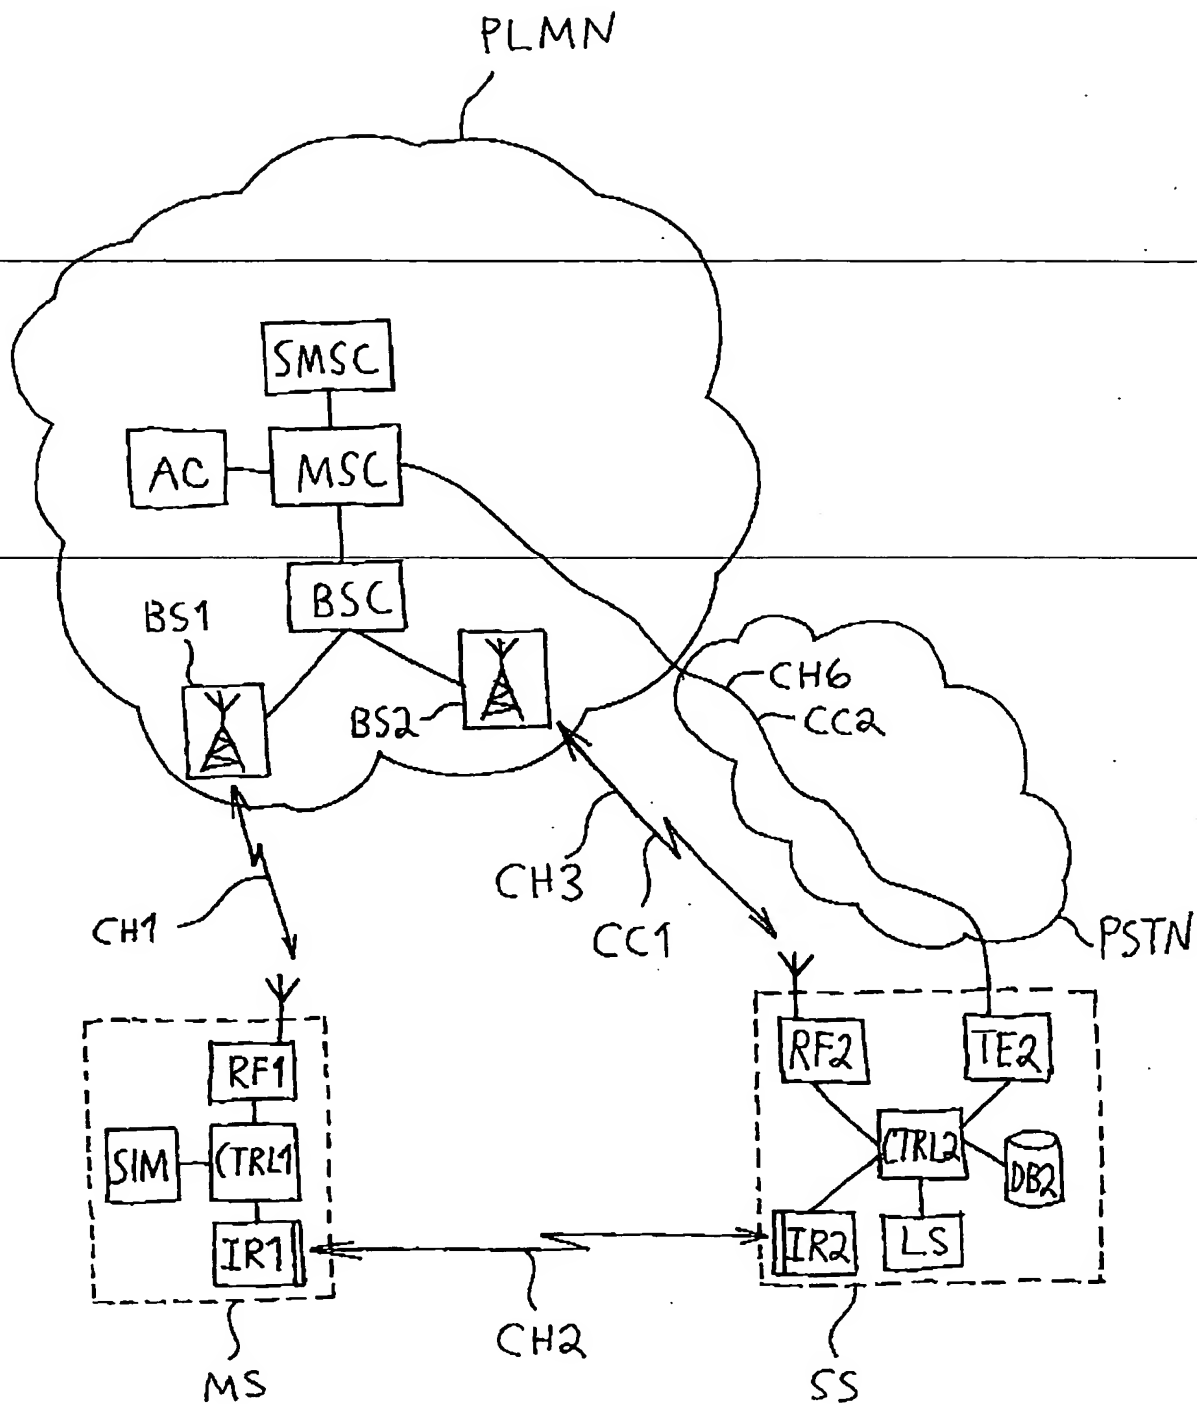 PLMN
SMSC
AC
MSC
BSC
BS1
BS2
CH6
CC2
CH3
CC1
CH1
PSTN
RF1
SIM
CTRL1
IR1
RF2
TE2
CTRL2
DB2
IR2
LS
CH2
MS
SS